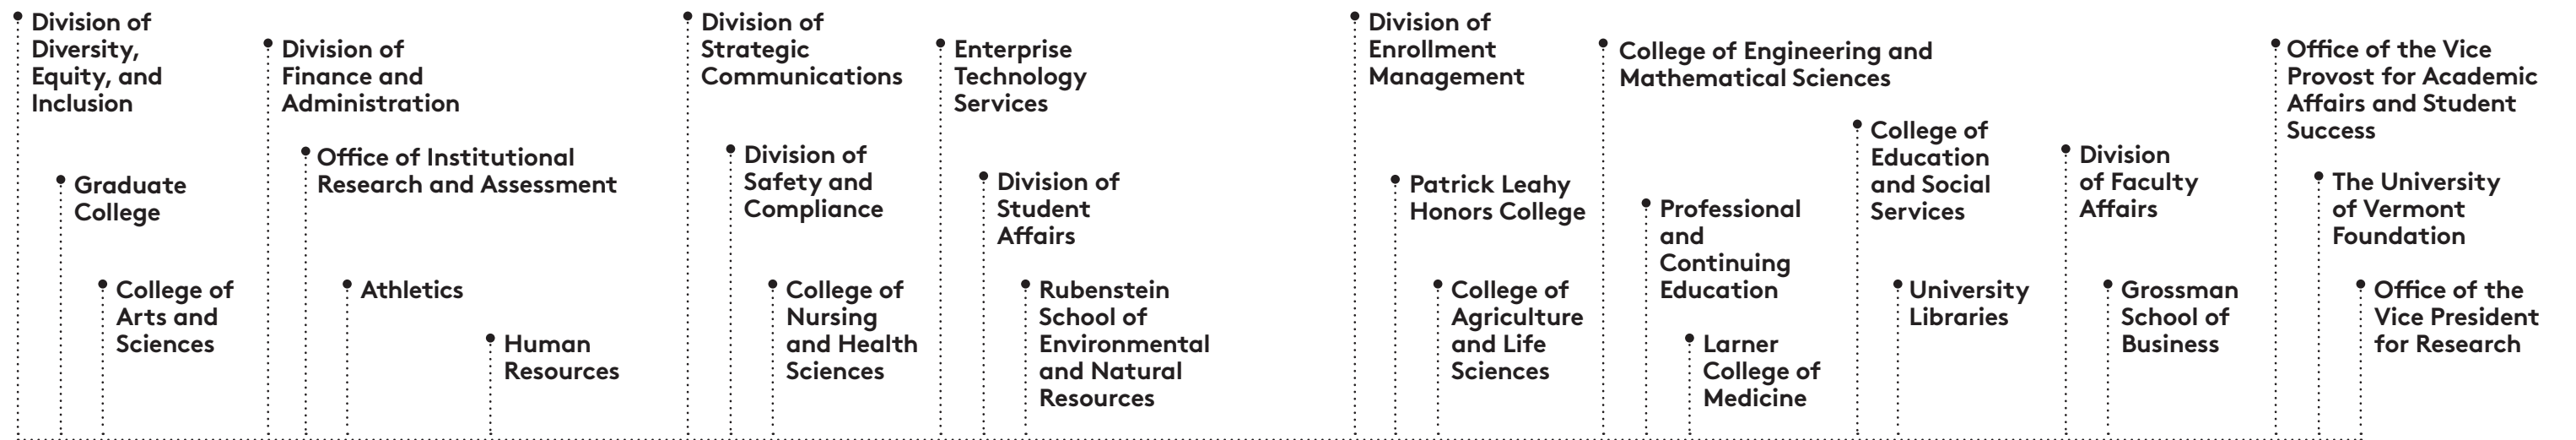 Division of
Diversity,
Equity, and
Inclusion
Division of
Finance and
Administration
Office of Institutional
Research and Assessment
Graduate
College
College of
Arts and
Sciences
Athletics
Human
Resources
Division of
Strategic
Communications
Enterprise
Technology
Services
Division of
Safety and
Compliance
Division of
Student
Affairs
College of
Nursing
and Health
Sciences
Rubenstein
School of
Environmental
and Natural
Resources
Division of
Enrollment
Management
College of Engineering and
Mathematical Sciences
Patrick Leahy
Honors College
Professional
and
Continuing
Education
College of
Agriculture
and Life
Sciences
Larner
College of
Medicine
College of
Education
and Social
Services
Division
of Faculty
Affairs
University
Libraries
Grossman
School of
Business
Office of the Vice
Provost for Academic
Affairs and Student
Success
The University
of Vermont
Foundation
Office of the
Vice President
for Research